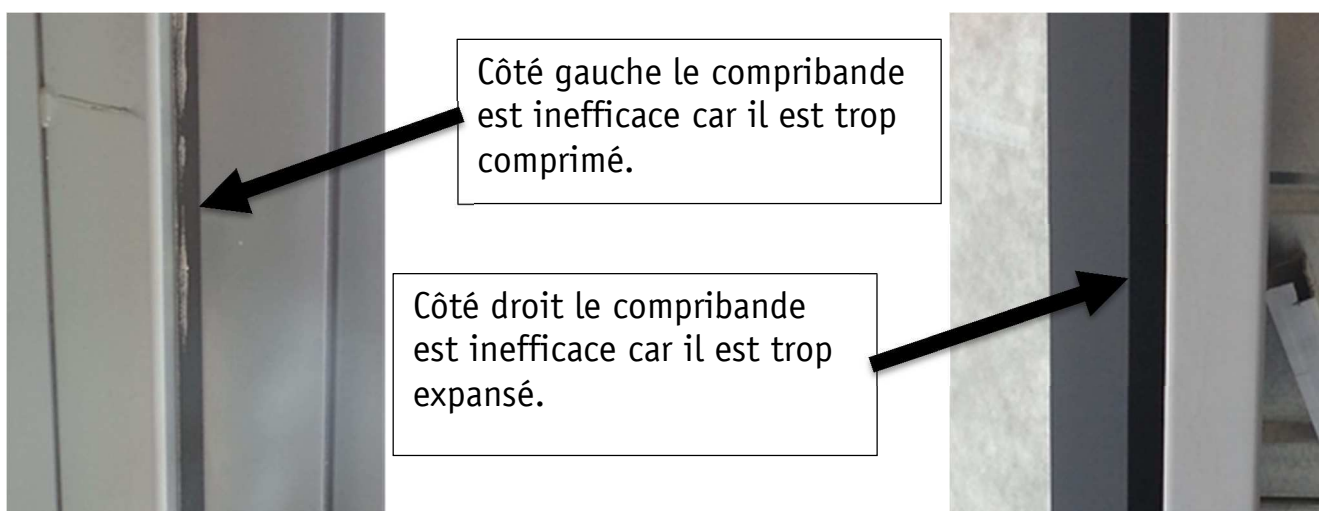 Côté gauche le compribande
est inefficace car il est trop
comprimé.
Côté droit le compribande
est inefficace car il est trop
expansé.